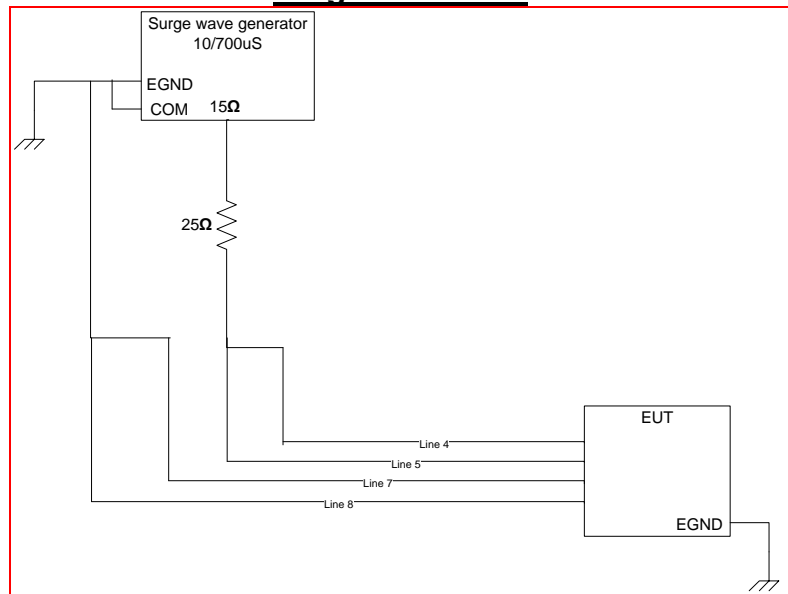 Surge wave generator
10/700uS
EGND
COM
15Ω
25Ω
EUT
Line 4
Line 5
Line 7
Line 8
EGND